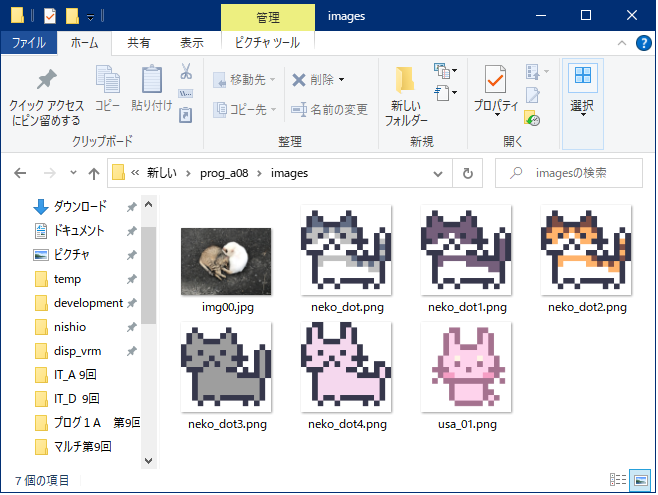 管理
images
ファイル
ホーム
共有
表示
ピクチャ ツール
クイック アクセス
にピン留めする
コピー
貼り付け
クリップボード
移動先
コピー先
削除
名前の変更
整理
新しい
フォルダー
新規
プロパティ
開く
選択
« 新しい › prog_a08 › images
imagesの検索
ダウンロード
ドキュメント
ピクチャ
temp
development
nishio
disp_vrm
IT_A 9回
IT_D 9回
プログ１A　第9回
マルチ第9回
img00.jpg
neko_dot.png
neko_dot1.png
neko_dot2.png
neko_dot3.png
neko_dot4.png
usa_01.png
7 個の項目